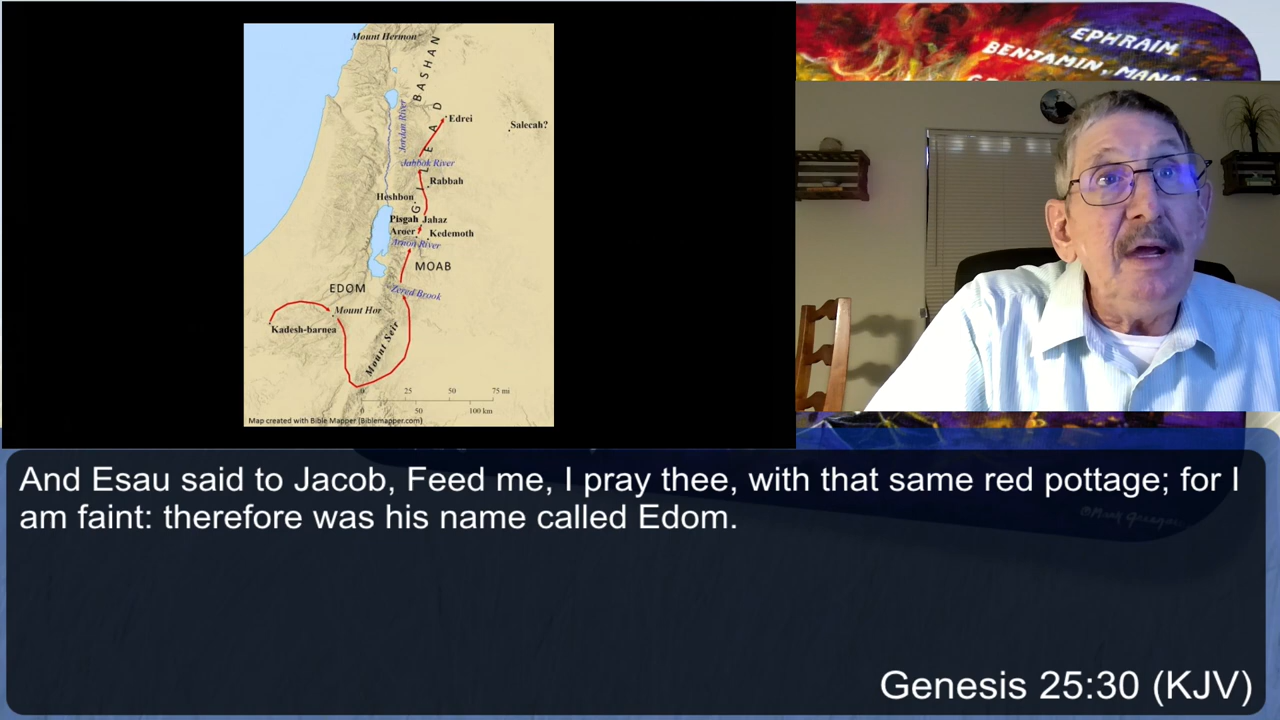 Mount Hermon
BASHAN
Jordan River
GILEAD
Edrei
Salecah?
Jabbok River
Rabbah
Heshbon
Pisgah
Jahaz
Aroer
Kedemoth
Arnon River
MOAB
EDOM
Zered Brook
Mount Hor
Kadesh-barnea
Mount Seir
0 25 50 75 mi
0 50 100 km
Map created with Bible Mapper (Biblemapper.com)
EPHRAIM
BENJAMIN, MANAS
And Esau said to Jacob, Feed me, I pray thee, with that same red pottage; for I
am faint: therefore was his name called Edom.
Genesis 25:30 (KJV)